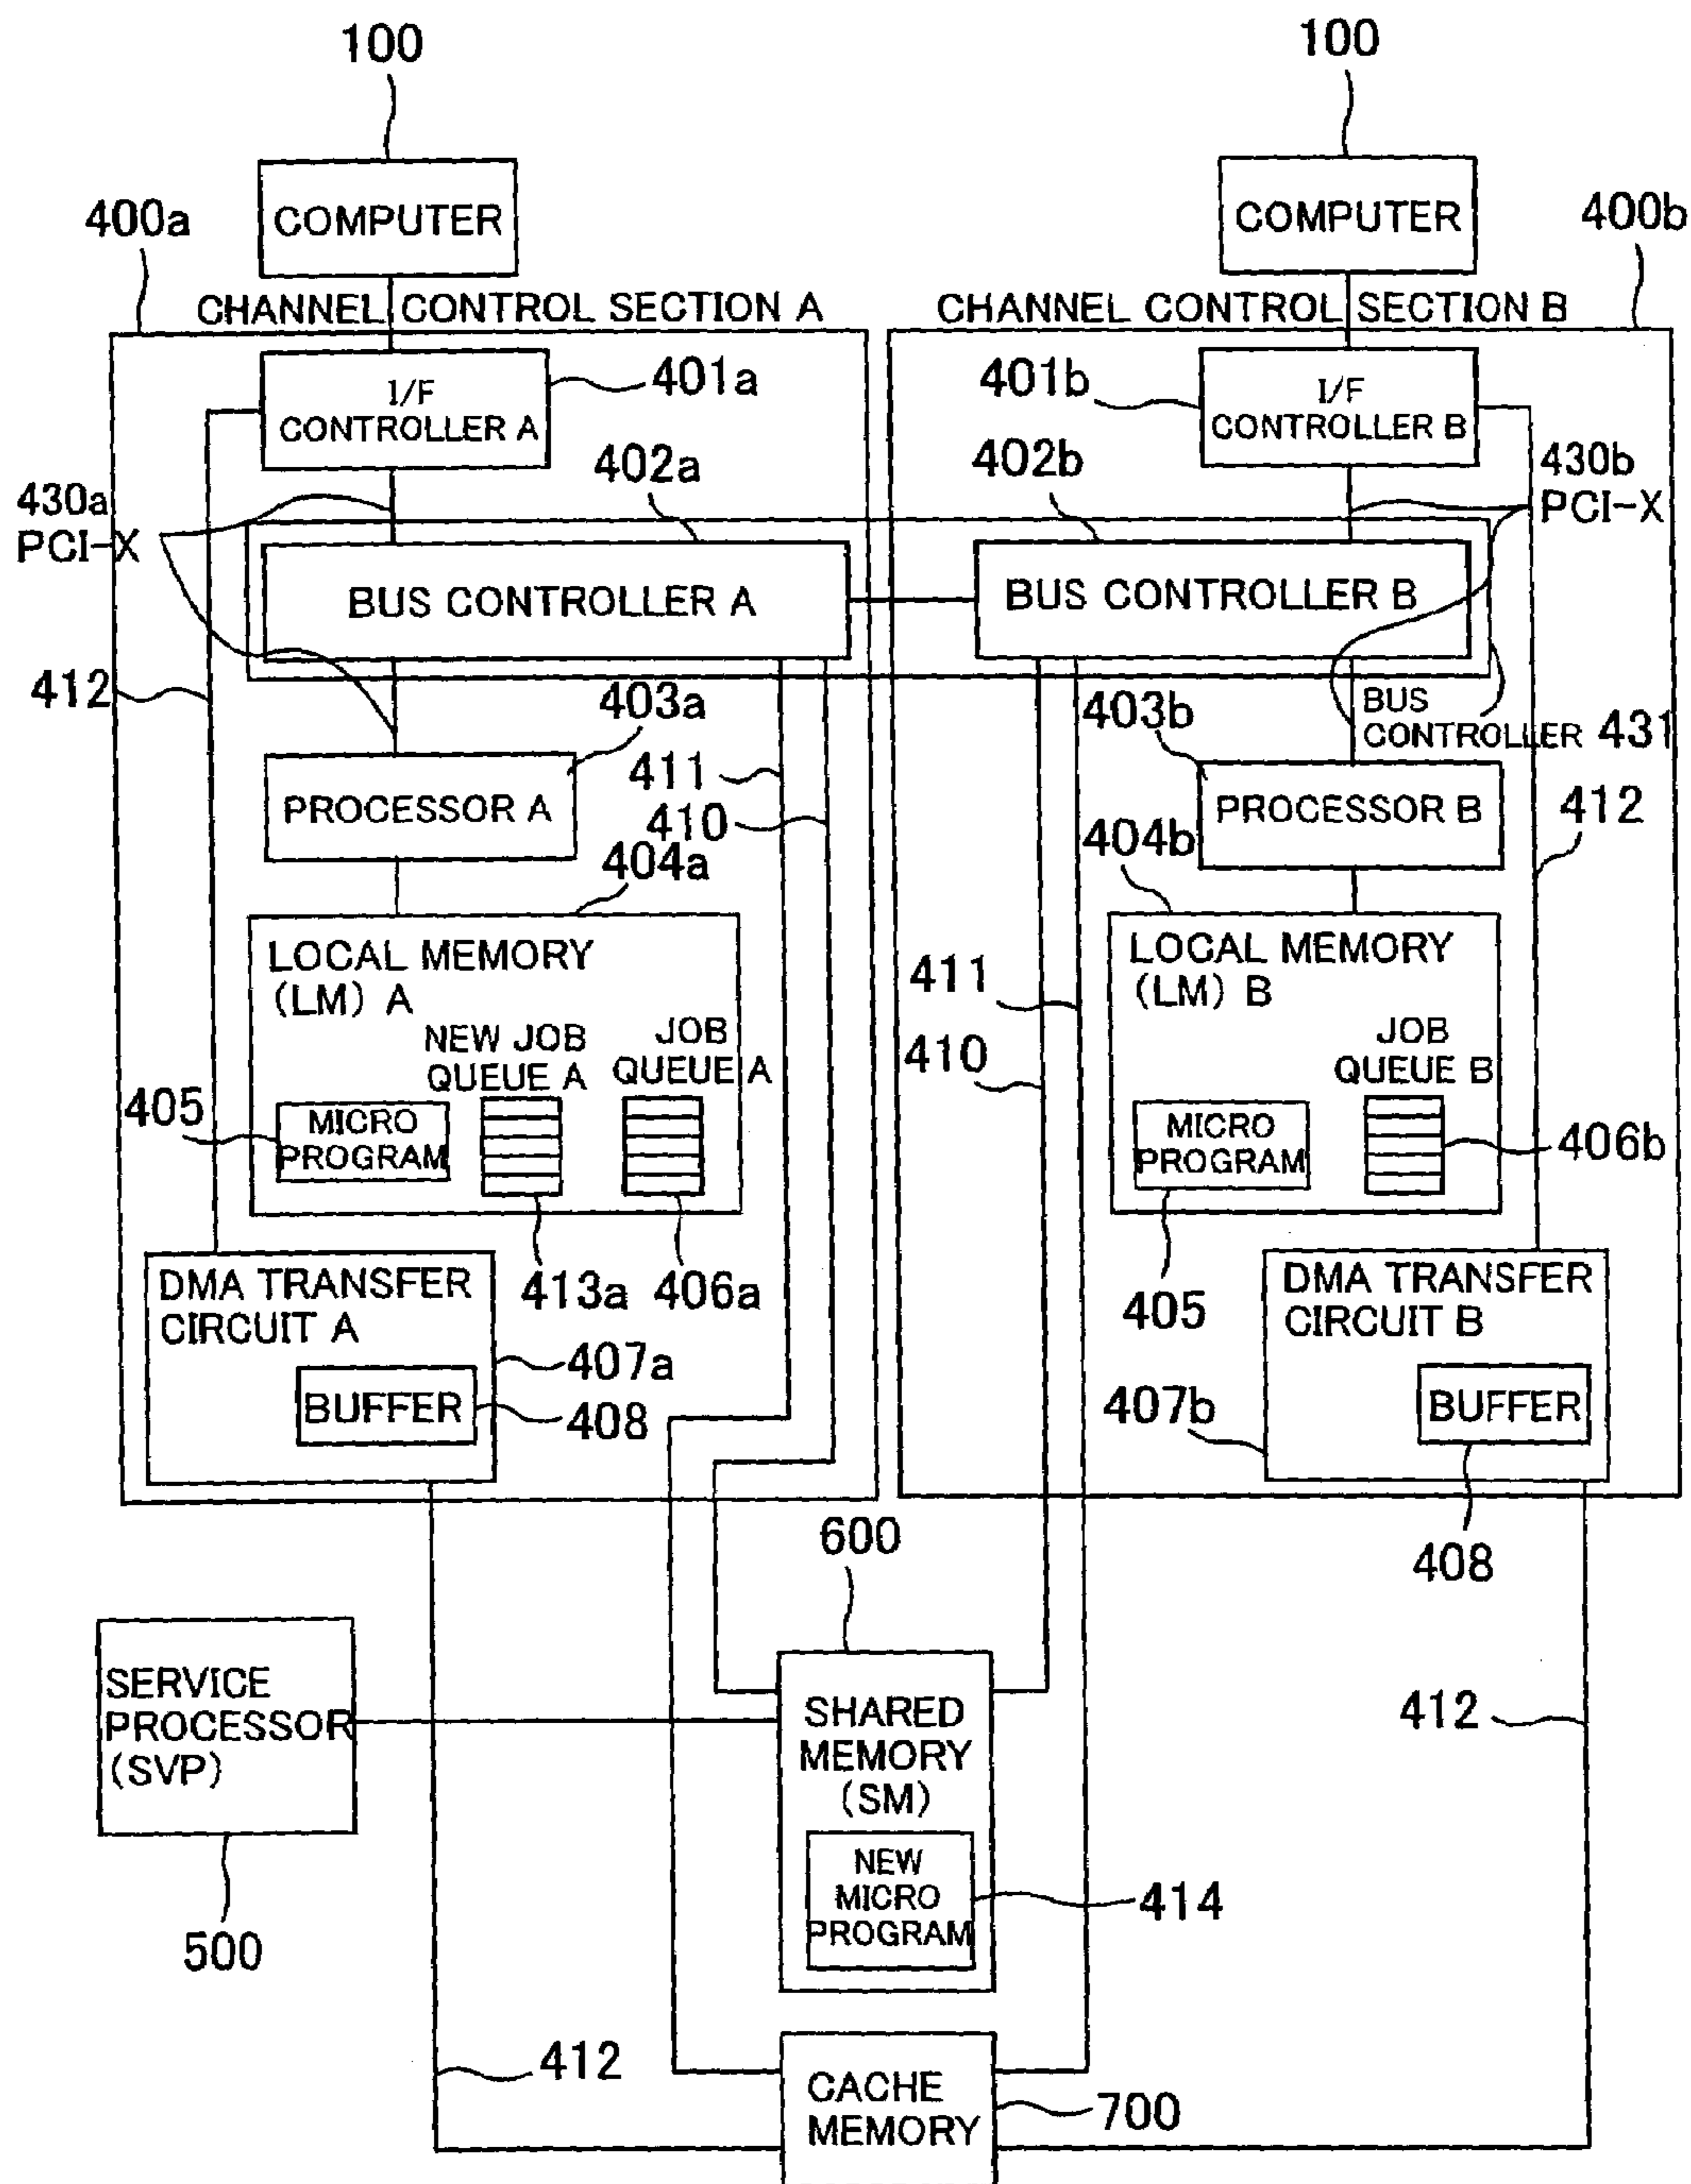 100
100
COMPUTER
COMPUTER
400a
400b
CHANNEL CONTROL SECTION A
CHANNEL CONTROL SECTION B
I/F
CONTROLLER A
401a
401b
I/F
CONTROLLER B
402a
402b
430a
PCI-X
430b
PCI-X
BUS CONTROLLER A
BUS CONTROLLER B
412
403a
403b
BUS
CONTROLLER 431
411
410
PROCESSOR A
PROCESSOR B
412
404a
404b
LOCAL MEMORY
(LM) A
NEW JOB
QUEUE A
JOB
QUEUE A
411
410
LOCAL MEMORY
(LM) B
JOB
QUEUE B
405
MICRO
PROGRAM
MICRO
PROGRAM
406b
413a
406a
405
DMA TRANSFER
CIRCUIT A
407a
BUFFER
408
DMA TRANSFER
CIRCUIT B
407b
BUFFER
408
600
SERVICE
PROCESSOR
(SVP)
500
SHARED
MEMORY
(SM)
NEW
MICRO
PROGRAM
414
412
412
CACHE
MEMORY
700